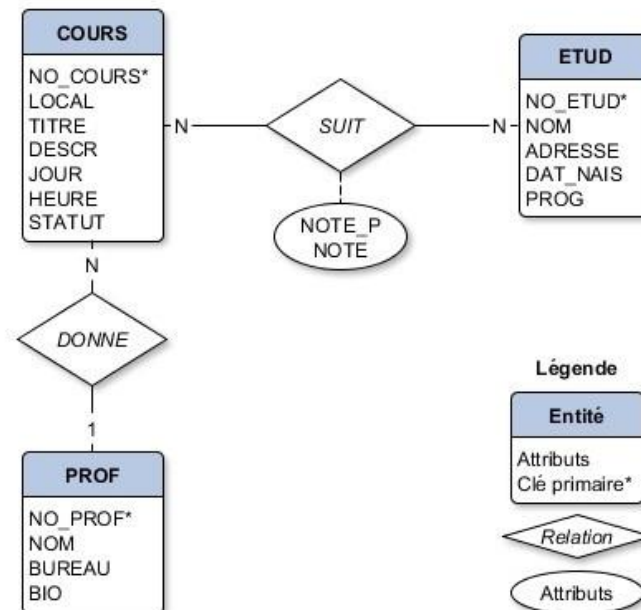 COURS
NO_COURS*
LOCAL
TITRE
DESCR
JOUR
HEURE
STATUT
N
SUIT
N
ETUD
NO_ETUD*
NOM
ADRESSE
DAT_NAIS
PROG
NOTE_P
NOTE
N
DONNE
1
PROF
NO_PROF*
NOM
BUREAU
BIO
Légende
Entité
Attributs
Clé primaire*
Relation
Attributs